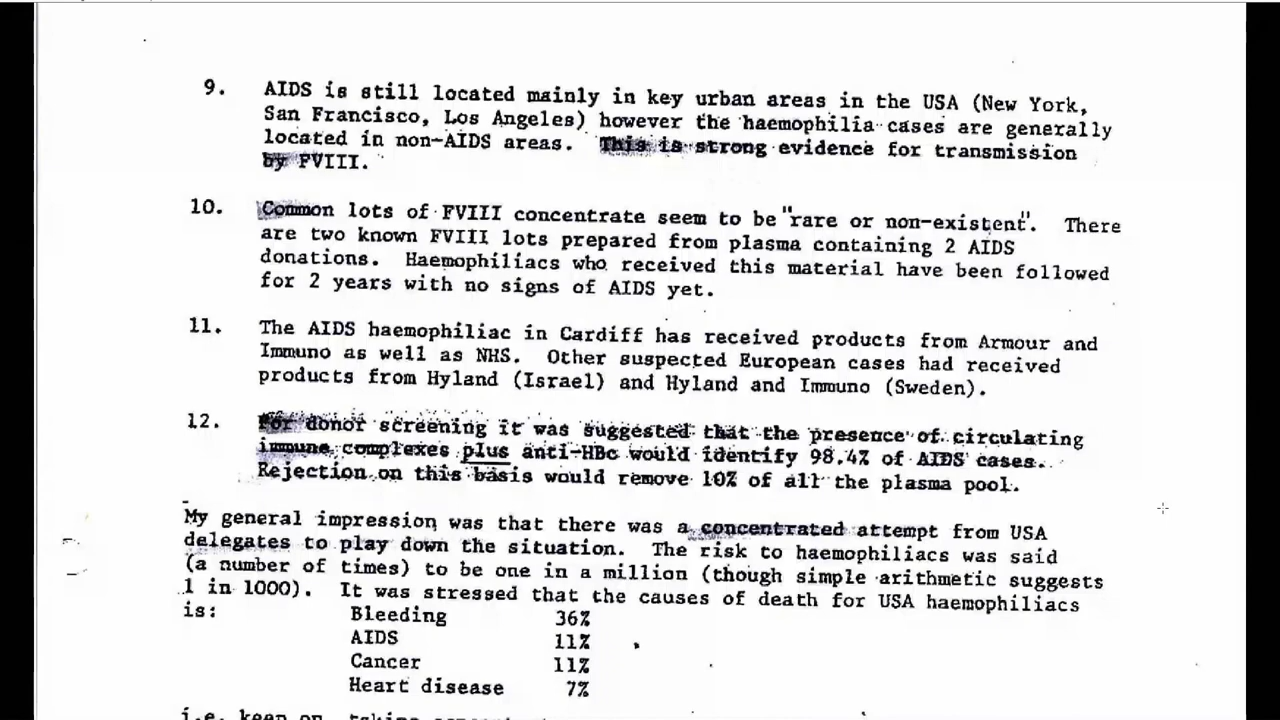 9. AIDS is still located mainly in key urban areas in the USA (New York,
San Francisco, Los Angeles) however the haemophilia cases are generally
located in non-AIDS areas. This is strong evidence for transmission
by FVIII.
10. Common lots of FVIII concentrate seem to be "rare or non-existent". There
are two known FVIII lots prepared from plasma containing 2 AIDS
donations. Haemophiliacs who received this material have been followed
for 2 years with no signs of AIDS yet.
11. The AIDS haemophiliac in Cardiff has received products from Armour and
Immuno as well as NHS. Other suspected European cases had received
products from Hyland (Israel) and Hyland and Immuno (Sweden).
12. For donor screening it was suggested that the presence of circulating
immune complexes plus anti-HBc would identify 98.4% of AIDS cases.
Rejection on this basis would remove 10% of all the plasma pool.
My general impression was that there was a concentrated attempt from USA
delegates to play down the situation. The risk to haemophiliacs was said
(a number of times) to be one in a million (though simple arithmetic suggests
1 in 1000). It was stressed that the causes of death for USA haemophiliacs
is: Bleeding 36%
AIDS 11%
Cancer 11%
Heart disease 7%
i.e. keep on taking